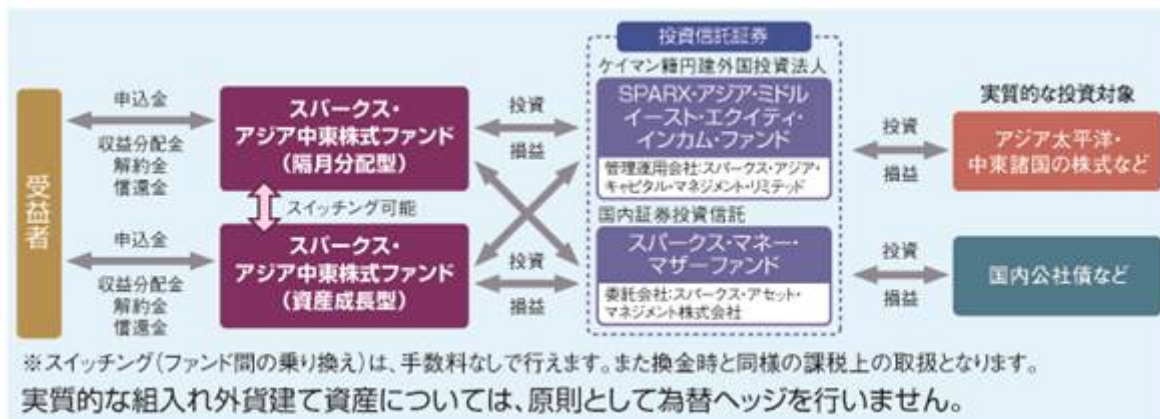 投資信託証券
ケイマン籍円建外国投資法人
受益者
申込金
収益分配金
解約金
償還金
スパークス・
アジア中東株式ファンド
(隔月分配型)
スイッチング可能
申込金
収益分配金
解約金
償還金
スパークス・
アジア中東株式ファンド
(資産成長型)
投資
損益
投資
損益
SPARX・アジア・ミドル
イースト・エクイティ・
インカム・ファンド
管理運用会社:スパークス・アジア・
キャピタル・マネジメント・リミテッド
国内証券投資信託
スパークス・マネー・
マザーファンド
委託会社:スパークス・アセット・
マネジメント株式会社
投資
損益
投資
損益
実質的な投資対象
アジア太平洋・
中東諸国の株式など
国内公社債など
※スイッチング(ファンド間の乗り換え)は、手数料なしで行えます。また換金時と同様の課税上の取扱となります。
実質的な組入れ外貨建て資産については、原則として為替ヘッジを行いません。